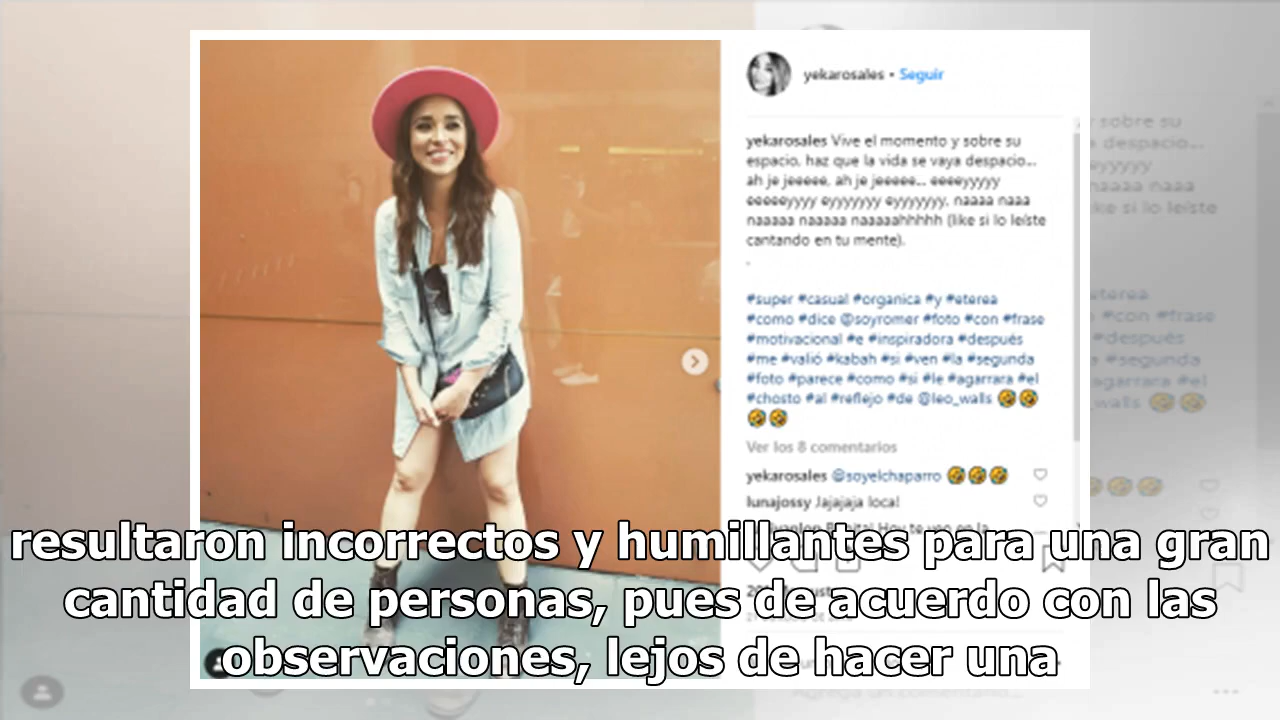 yekarosales • Seguir
yekarosales Vive el momento y sobre su
espacio, haz que la vida se vaya despacio...
ah je jeeeee, ah je jeeeee... eeeeyyyyy
eeeeeyyyy eyyyyyyy eyyyyyyy, naaaa naaa
naaaaa naaaaa naaaaahhhhh (like si lo leíste
cantando en tu mente).
.
#super #casual #organica #y #eterea
#como #dice @soyromer #foto #con #frase
#motivacional #e #inspiradora #después
#me #valió #kabah #si #ven #la #segunda
#foto #parece #como #si #le #agarrara #el
#chosto #al #reflejo #de @leo_walls 🤣🤣
🤣🤣
Ver los 8 comentarios
yekarosales @soyelchaparro 🤣🤣🤣
lunajossy Jajajaja loca!
resultaron incorrectos y humillantes para una gran
cantidad de personas, pues de acuerdo con las
observaciones, lejos de hacer una